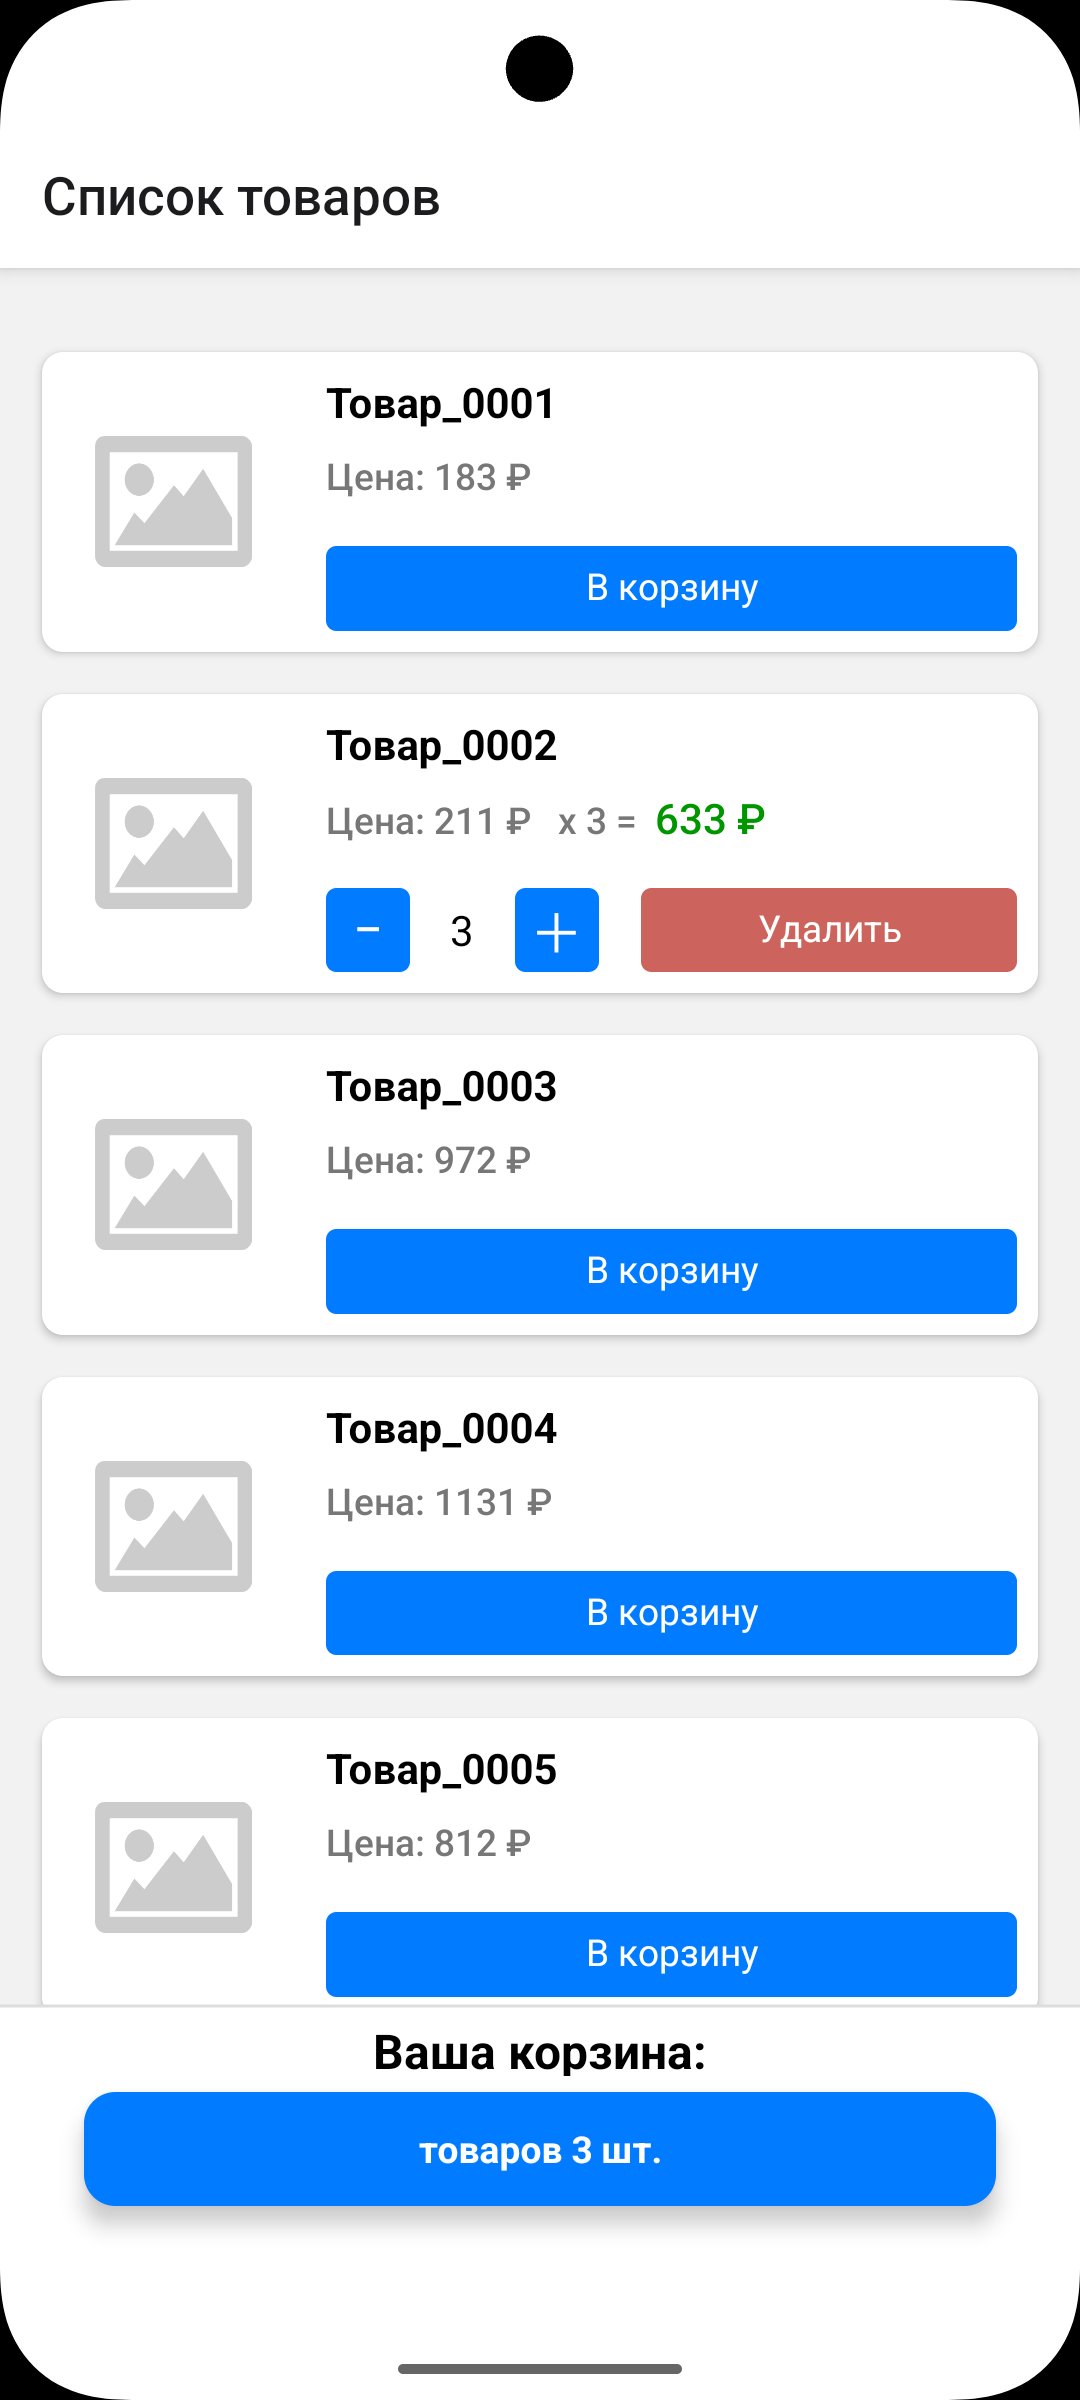 Список товаров
Товар_0001
Цена: 183 ₽
В корзину
Товар_0002
Цена: 211 ₽ x 3 = 633 ₽
− 3 + Удалить
Товар_0003
Цена: 972 ₽
В корзину
Товар_0004
Цена: 1131 ₽
В корзину
Товар_0005
Цена: 812 ₽
В корзину
Ваша корзина:
товаров 3 шт.